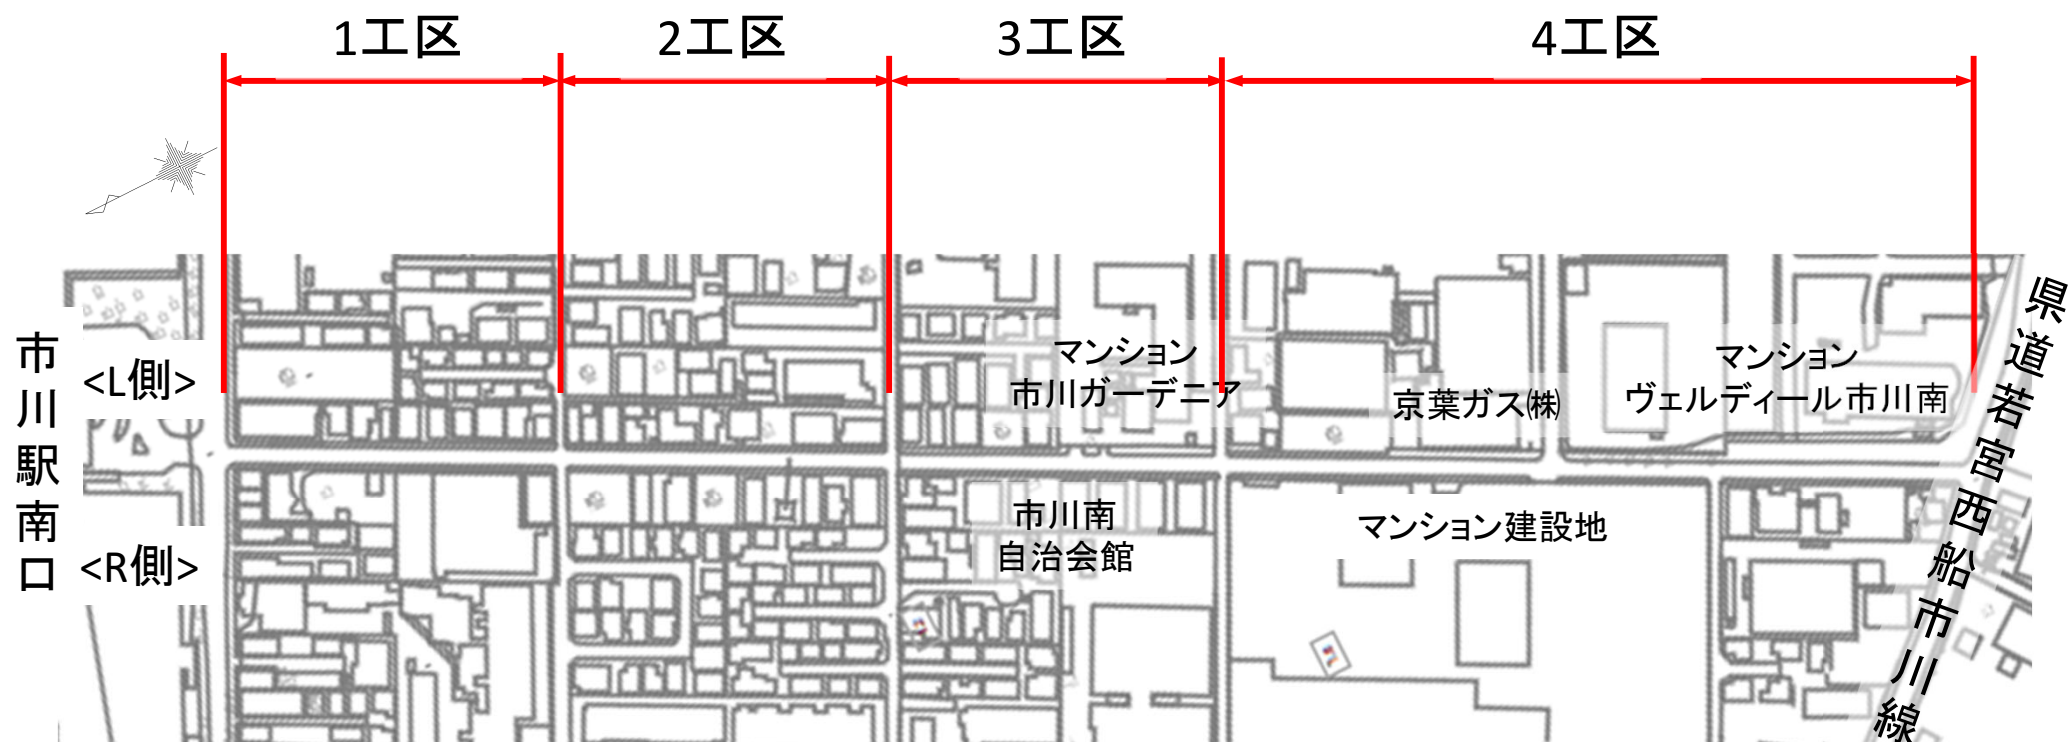 1工区
2工区
3工区
4工区
市川駅南口
<L側>
<R側>
マンション
市川ガーデニア
京葉ガス㈱
マンション
ヴェルディール市川南
市川南
自治会館
マンション建設地
県道若宮西船市川線